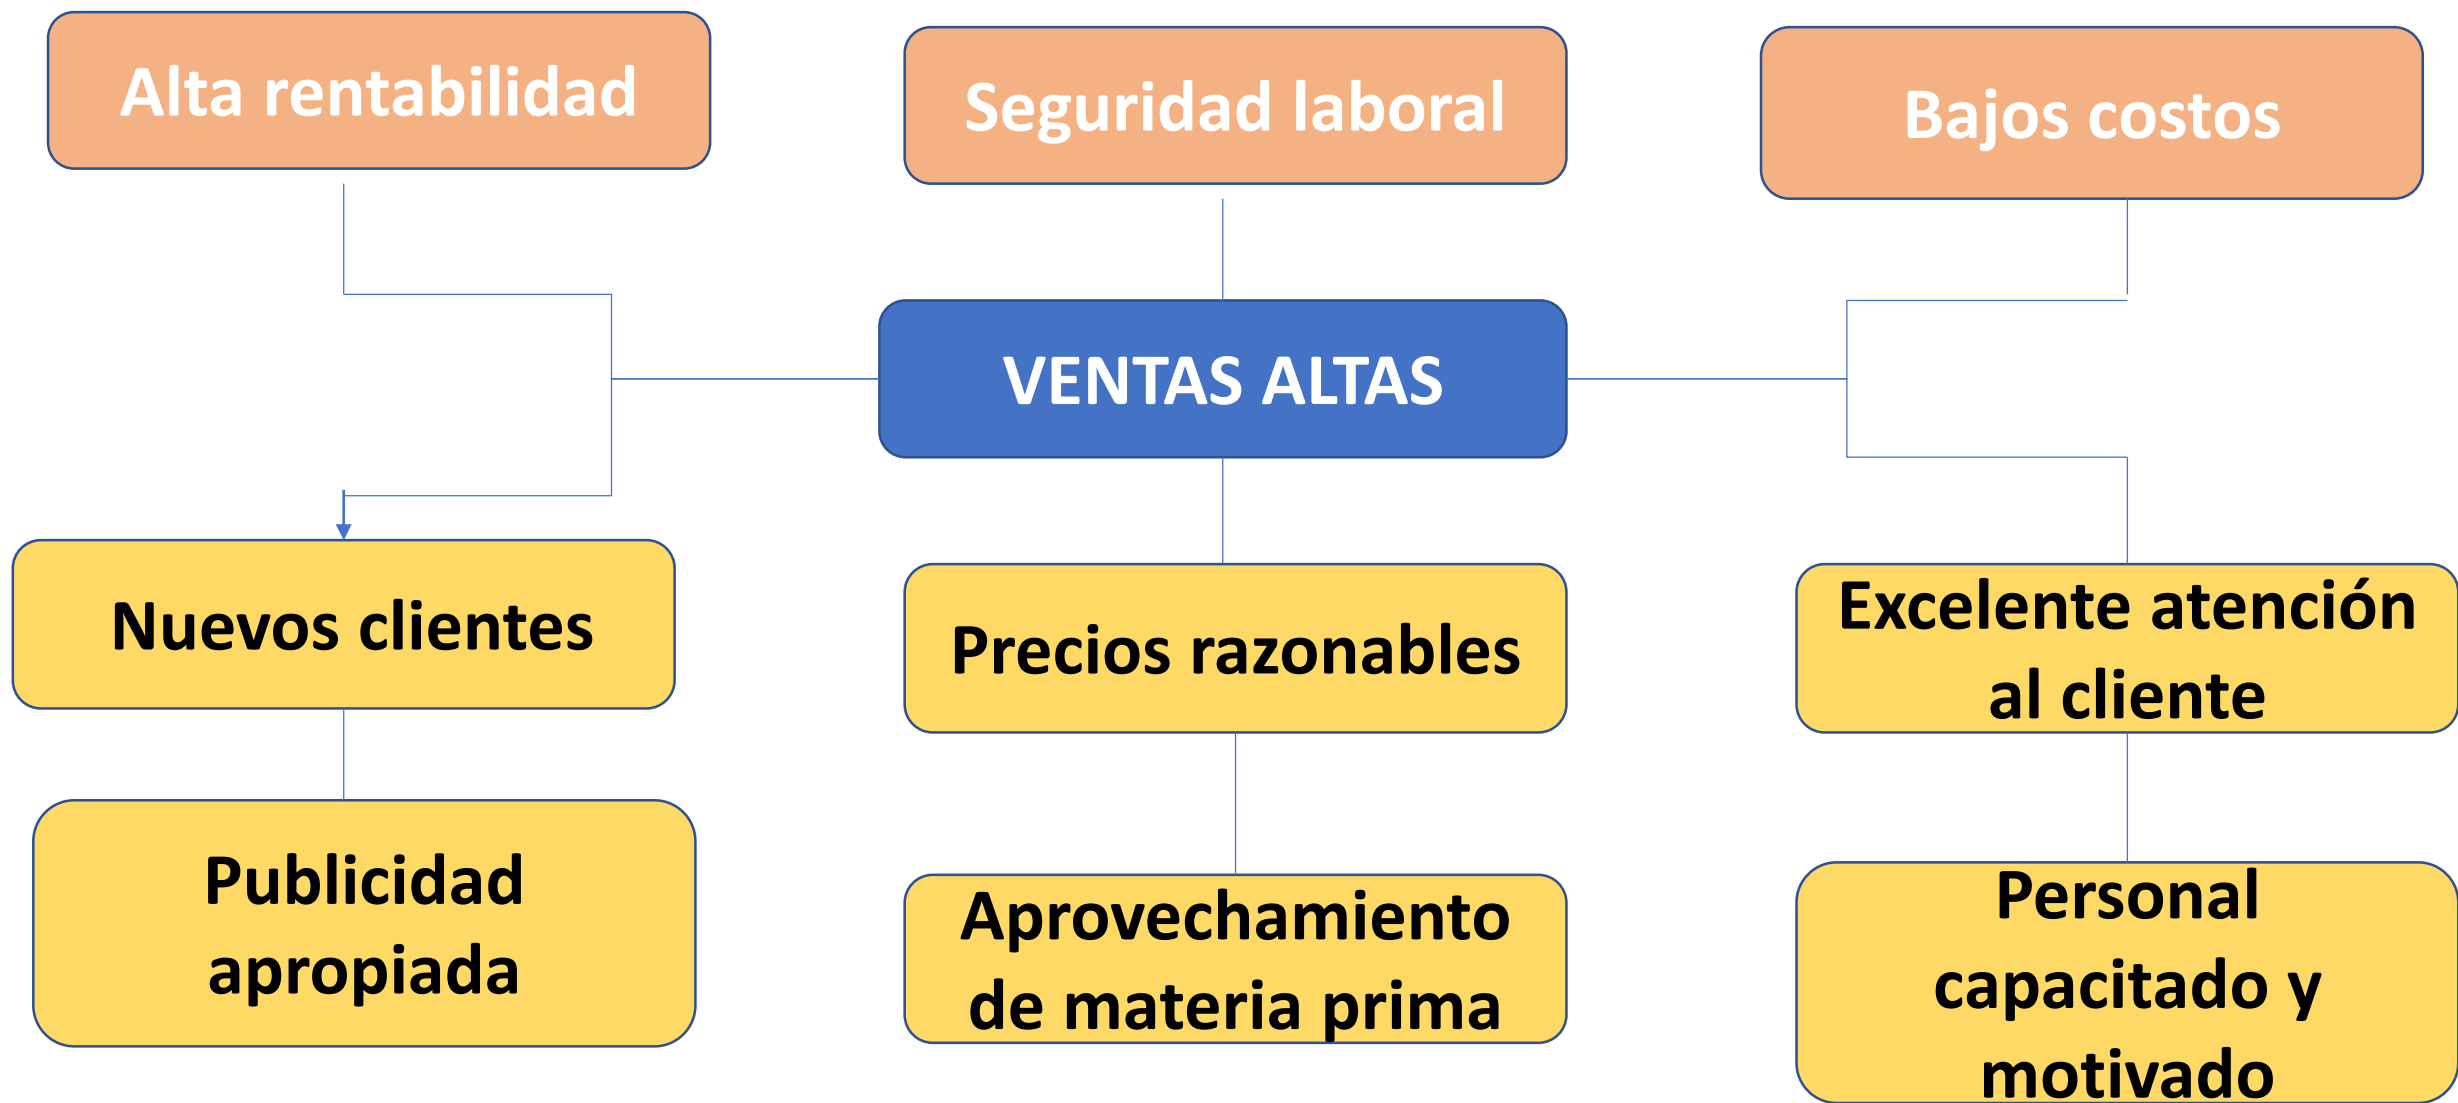 Alta rentabilidad
Seguridad laboral
Bajos costos
VENTAS ALTAS
Nuevos clientes
Precios razonables
Excelente atención
al cliente
Publicidad
apropiada
Aprovechamiento
de materia prima
Personal
capacitado y
motivado